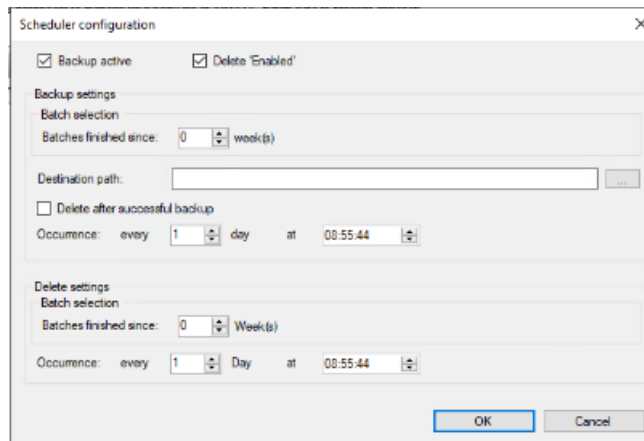 Scheduler configuration
Backup active Delete 'Enabled'
Backup settings
Batch selection
Batches finished since: 0 week(s)
Destination path: ...
Delete after successful backup
Occurrence: every 1 day at 08:55:44
Delete settings
Batch selection
Batches finished since: 0 Week(s)
Occurrence: every 1 Day at 08:55:44
OK Cancel